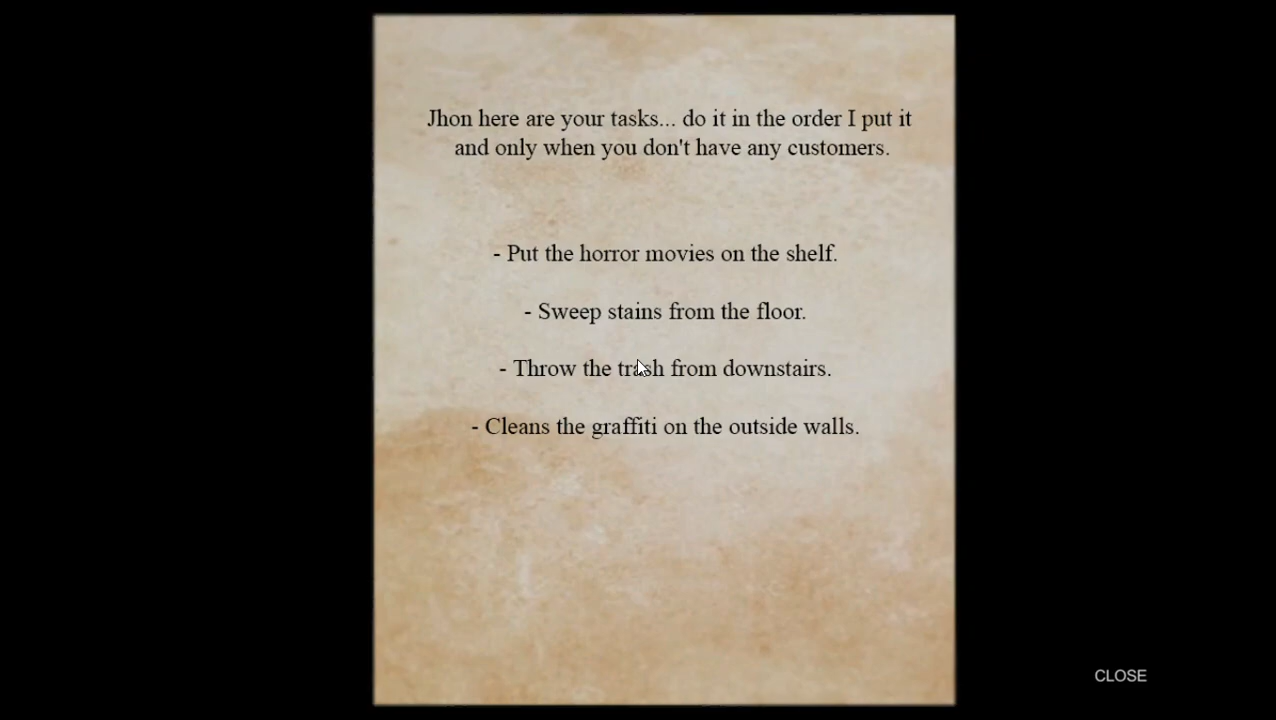 Jhon here are your tasks... do it in the order I put it
and only when you don't have any customers.
- Put the horror movies on the shelf.
- Sweep stains from the floor.
- Throw the trash from downstairs.
- Cleans the graffiti on the outside walls.
CLOSE